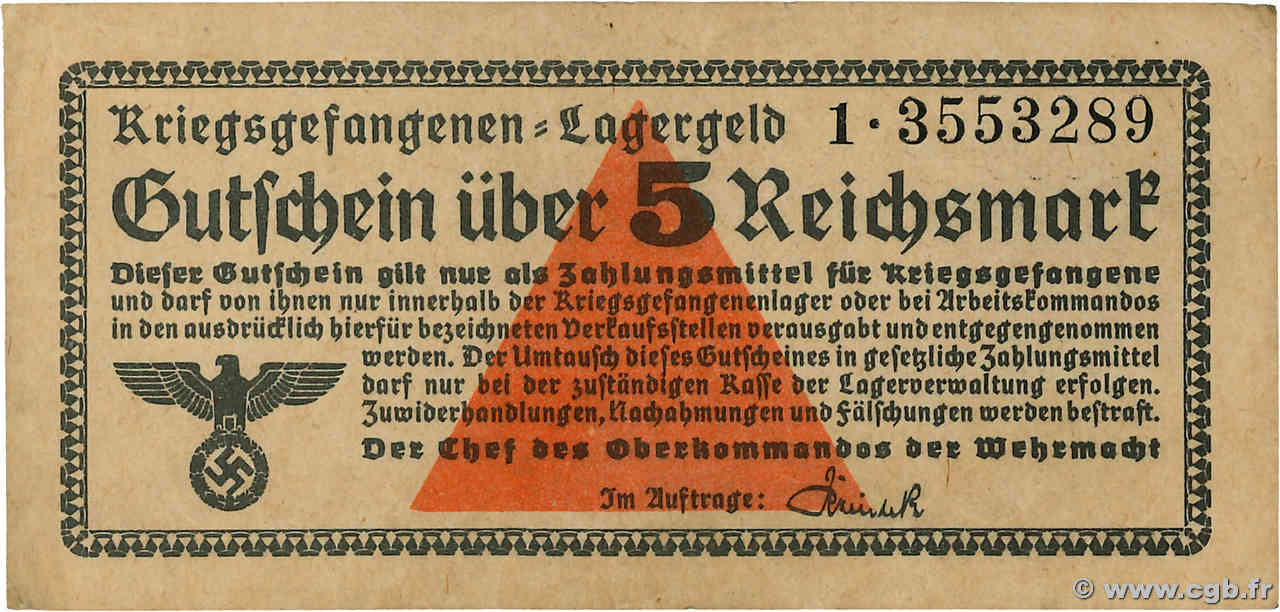 Kriegsgefangenen=Lagergeld 1·3553289
Gutschein über 5 Reichsmark
Dieser Gutschein gilt nur als Zahlungsmittel für Kriegsgefangene
und darf von ihnen nur innerhalb der Kriegsgefangenenlager oder bei Arbeitskommandos
in den ausdrücklich hierfür bezeichneten Verkaufsstellen verausgabt und entgegengenommen
werden. Der Umtausch dieses Gutscheines in gesetzliche Zahlungsmittel
darf nur bei der zuständigen Kasse der Lagerverwaltung erfolgen.
Zuwiderhandlungen, Nachahmungen und Fälschungen werden bestraft.
Der Chef des Oberkommandos der Wehrmacht
Im Auftrage:
© www.cgb.fr